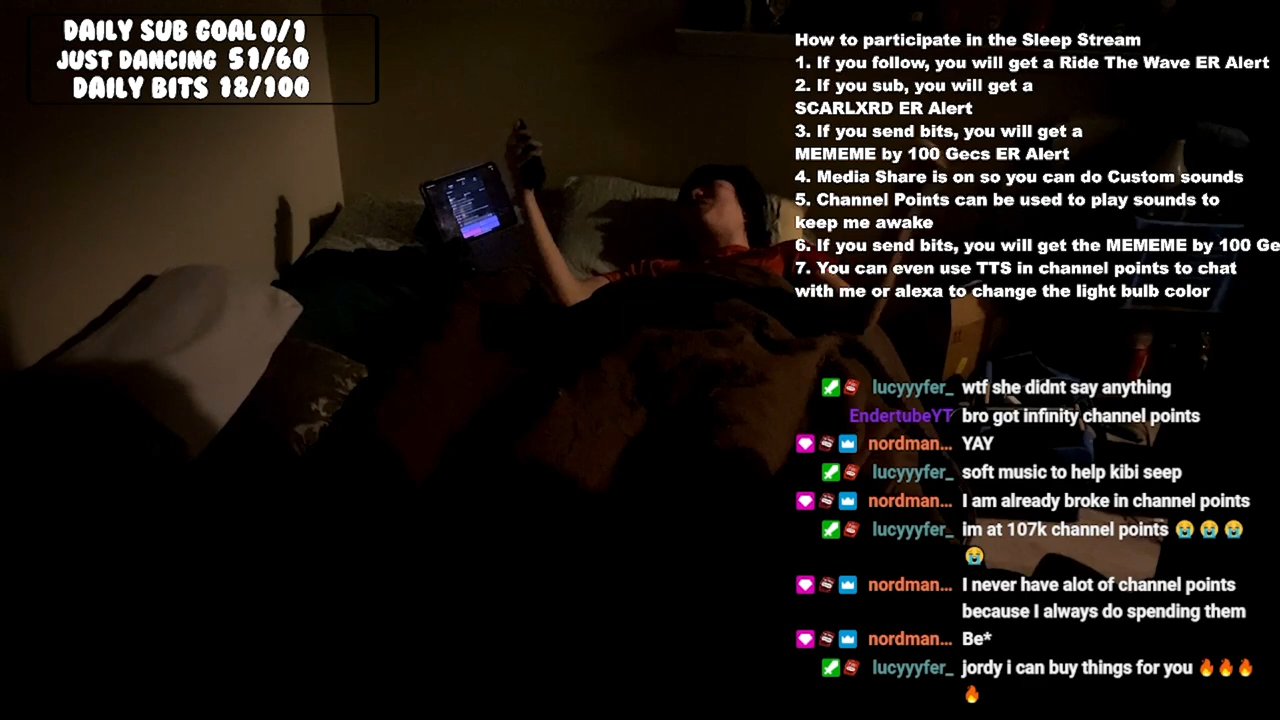 DAILY SUB GOAL 0/1
JUST DANCING 51/60
DAILY BITS 18/100
How to participate in the Sleep Stream
1. If you follow, you will get a Ride The Wave ER Alert
2. If you sub, you will get a
SCARLXRD ER Alert
3. If you send bits, you will get a
MEMEME by 100 Gecs ER Alert
4. Media Share is on so you can do Custom sounds
5. Channel Points can be used to play sounds to
keep me awake
6. If you send bits, you will get the MEMEME by 100 Ge
7. You can even use TTS in channel points to chat
with me or alexa to change the light bulb color
lucyyyfer_ wtf she didnt say anything
EndertubeYT bro got infinity channel points
nordman... YAY
lucyyyfer_ soft music to help kibi seep
nordman... I am already broke in channel points
lucyyyfer_ im at 107k channel points 😭 😭 😭
😭
nordman... I never have alot of channel points
because I always do spending them
nordman... Be*
lucyyyfer_ jordy i can buy things for you 🔥🔥🔥
🔥